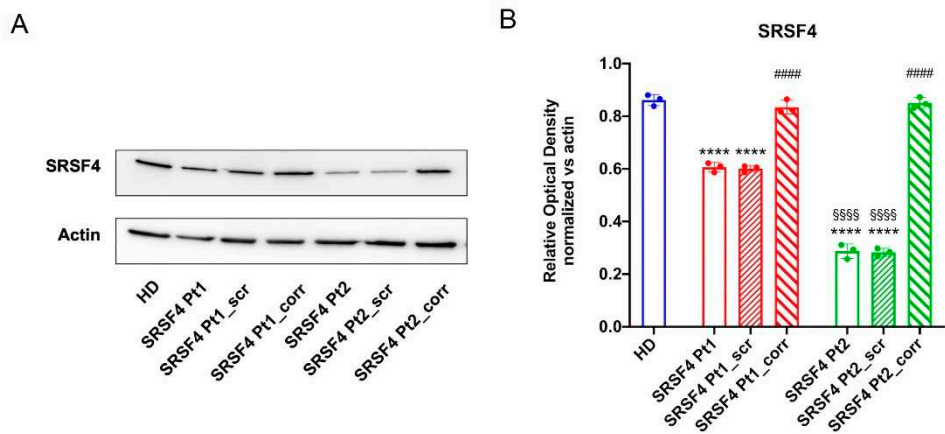 A
SRSF4
Actin
HD
SRSF4 Pt1
SRSF4 Pt1_scr
SRSF4 Pt1_corr
SRSF4 Pt2
SRSF4 Pt2_scr
SRSF4 Pt2_corr
B
SRSF4
Relative Optical Density
normalized vs actin
1.0
0.8
0.6
0.4
0.2
0.0
####
####
**** ****
§§§§ §§§§
**** ****
HD
SRSF4 Pt1
SRSF4 Pt1_scr
SRSF4 Pt1_corr
SRSF4 Pt2
SRSF4 Pt2_scr
SRSF4 Pt2_corr